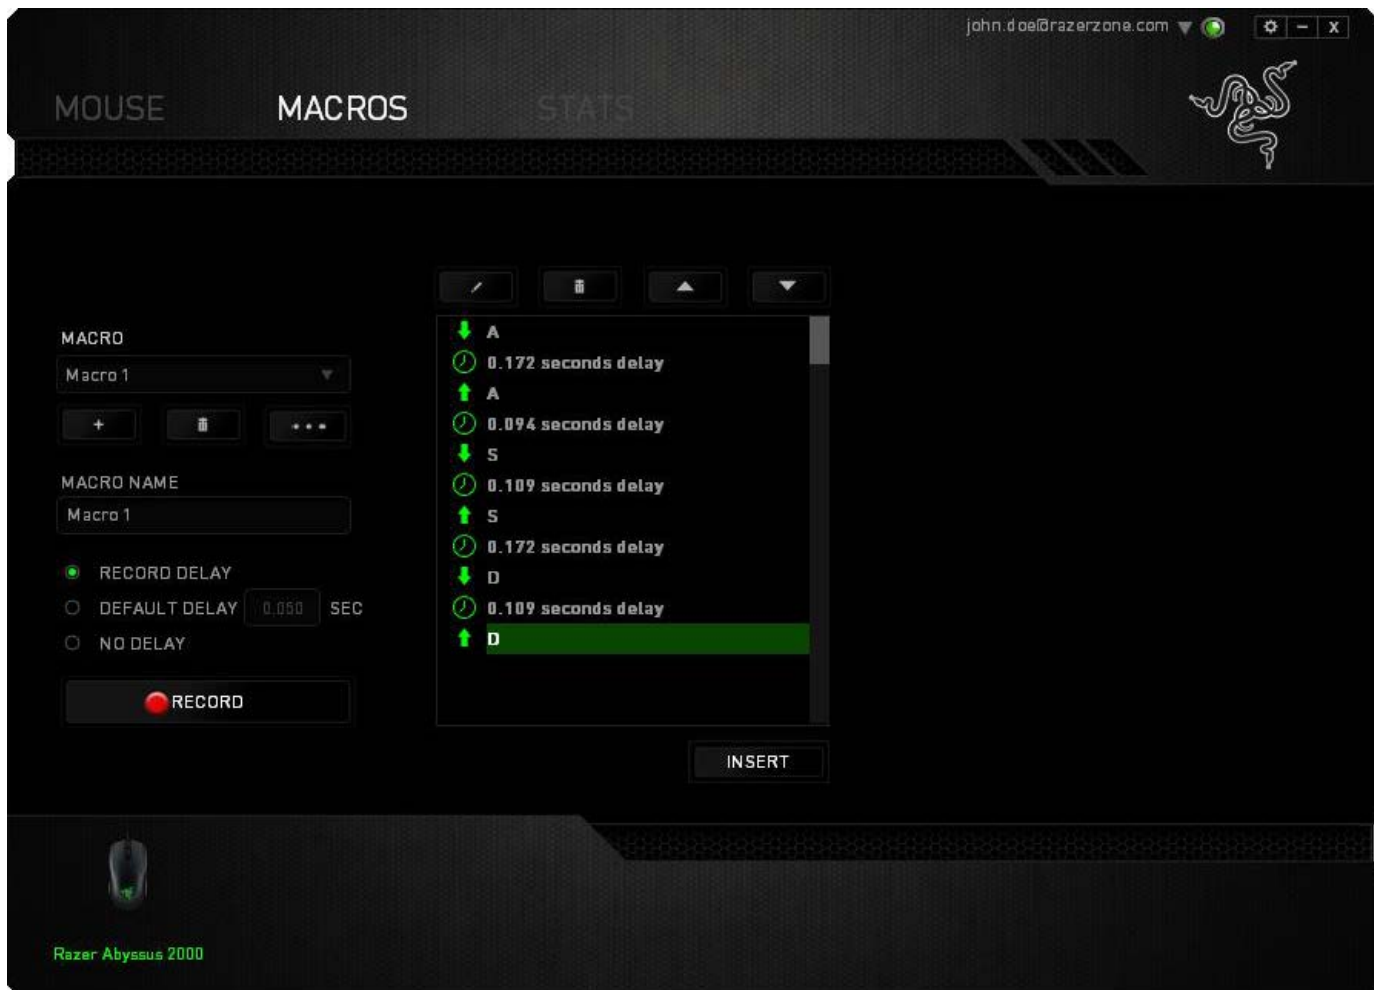 john.doe@razerzone.com
x
MOUSE MACROS STATS
MACRO
Macro 1
+
...
MACRO NAME
Macro 1
RECORD DELAY
DEFAULT DELAY 0.050 SEC
NO DELAY
RECORD
A
0.172 seconds delay
A
0.094 seconds delay
S
0.109 seconds delay
S
0.172 seconds delay
D
0.109 seconds delay
D
INSERT
Razer Abyssus 2000